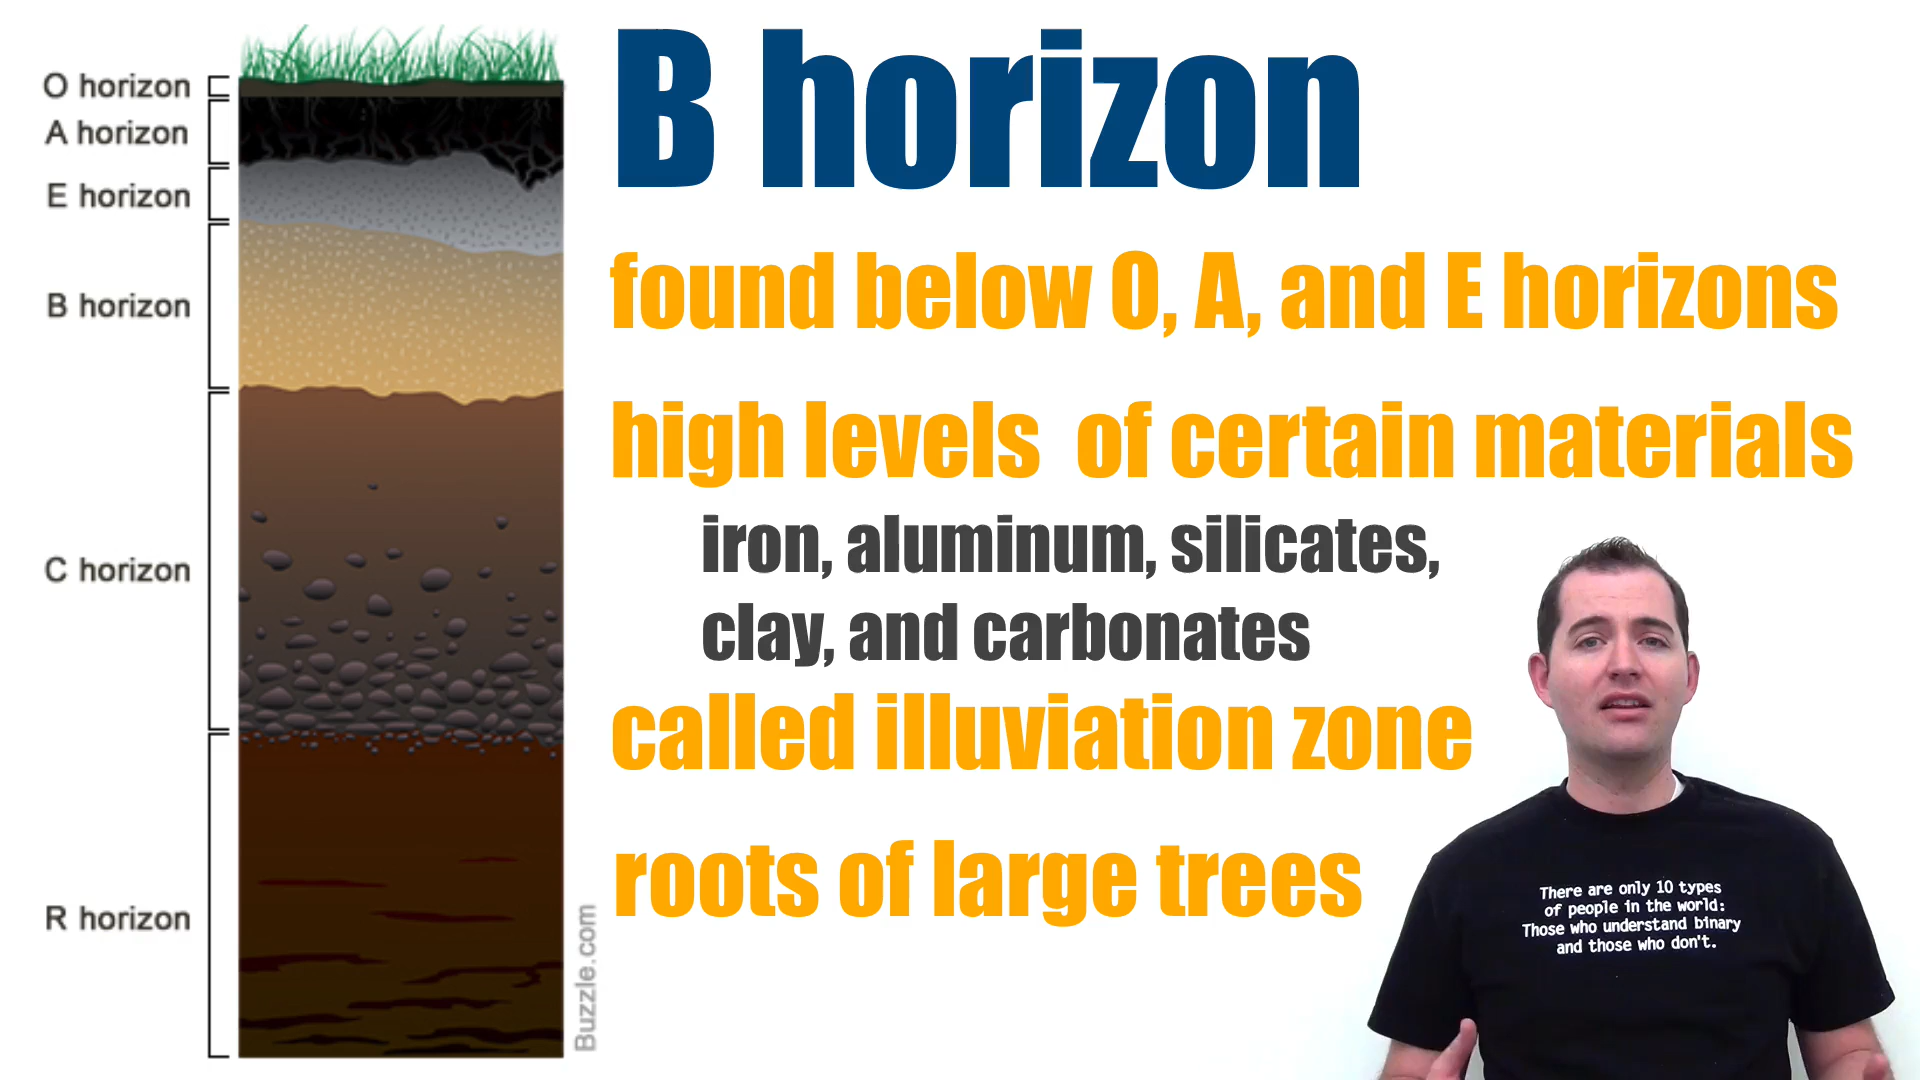 O horizon
A horizon
E horizon
B horizon
C horizon
R horizon
Buzzle.com
B horizon
found below O, A, and E horizons
high levels of certain materials
iron, aluminum, silicates,
clay, and carbonates
called illuviation zone
roots of large trees
There are only 10 types
of people in the world:
Those who understand binary
and those who don't.